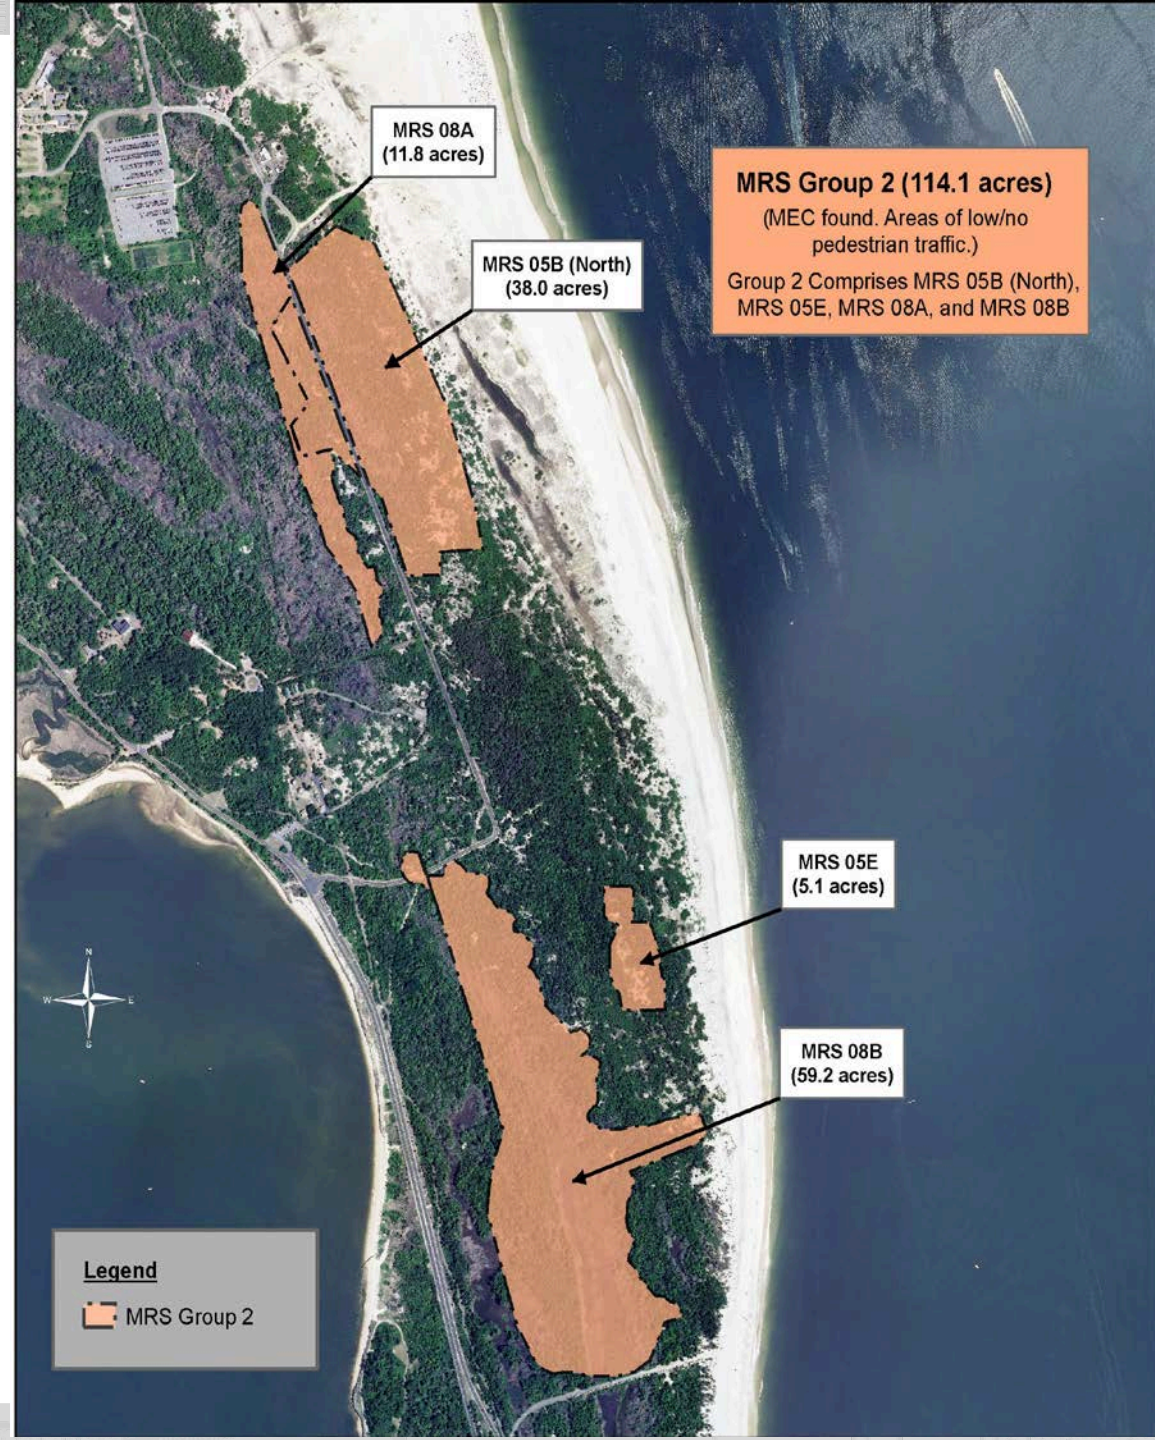 MRS 08A
(11.8 acres)
MRS Group 2 (114.1 acres)
(MEC found. Areas of low/no
pedestrian traffic.)
Group 2 Comprises MRS 05B (North),
MRS 05E, MRS 08A, and MRS 08B
MRS 05B (North)
(38.0 acres)
MRS 05E
(5.1 acres)
N
W
E
S
MRS 08B
(59.2 acres)
Legend
MRS Group 2